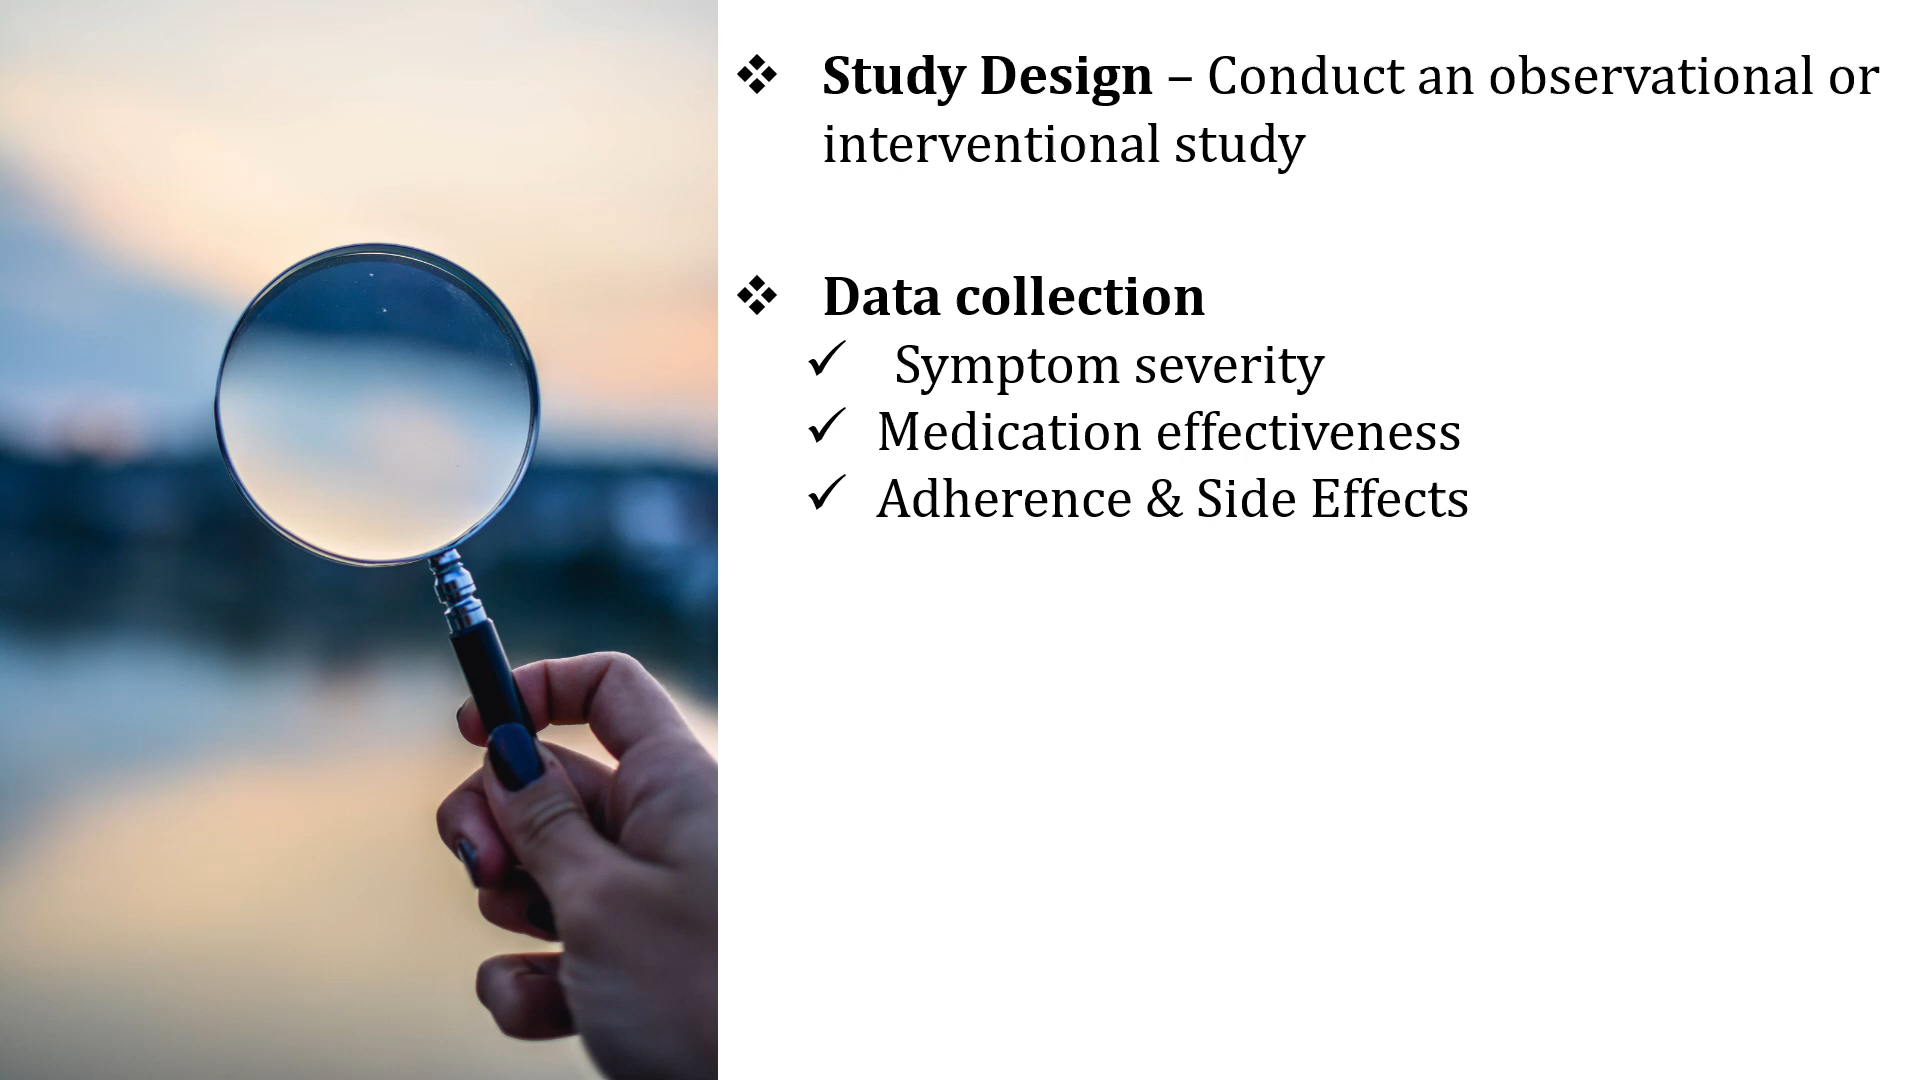 ❖ Study Design – Conduct an observational or
interventional study
❖ Data collection
✓ Symptom severity
✓ Medication effectiveness
✓ Adherence & Side Effects